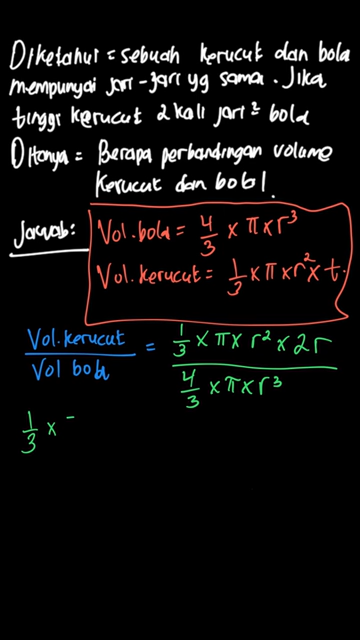 Diketahui = sebuah kerucut dan bola
mempunyai jari-jari yg sama. Jika
tinggi kerucut 2 kali jari² bola
Ditanya = Berapa perbandingan volume
kerucut dan bola.
Jawab:
Vol. bola = 4/3 x π x r³
Vol. kerucut = 1/3 x π x r² x t.
Vol. kerucut / Vol bola = (1/3 x π x r² x 2r) / (4/3 x π x r³)
1/3 x